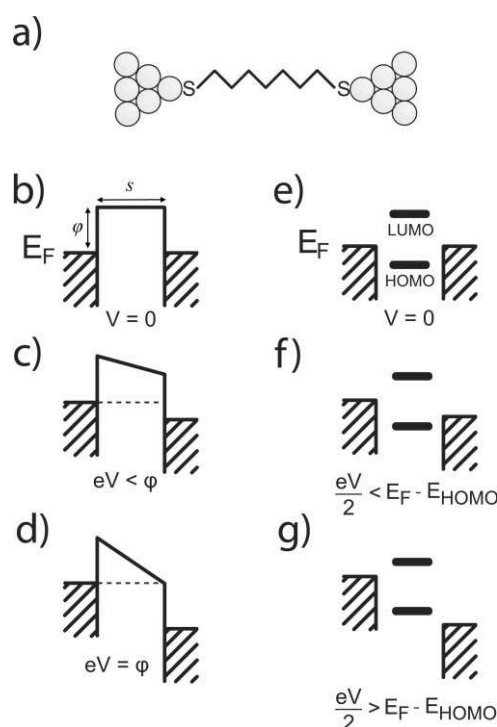 a)
S S
b)
s
φ
E_F
V = 0
e)
E_F
LUMO
HOMO
V = 0
c)
eV < φ
f)
eV/2 < E_F - E_HOMO
d)
eV = φ
g)
eV/2 > E_F - E_HOMO